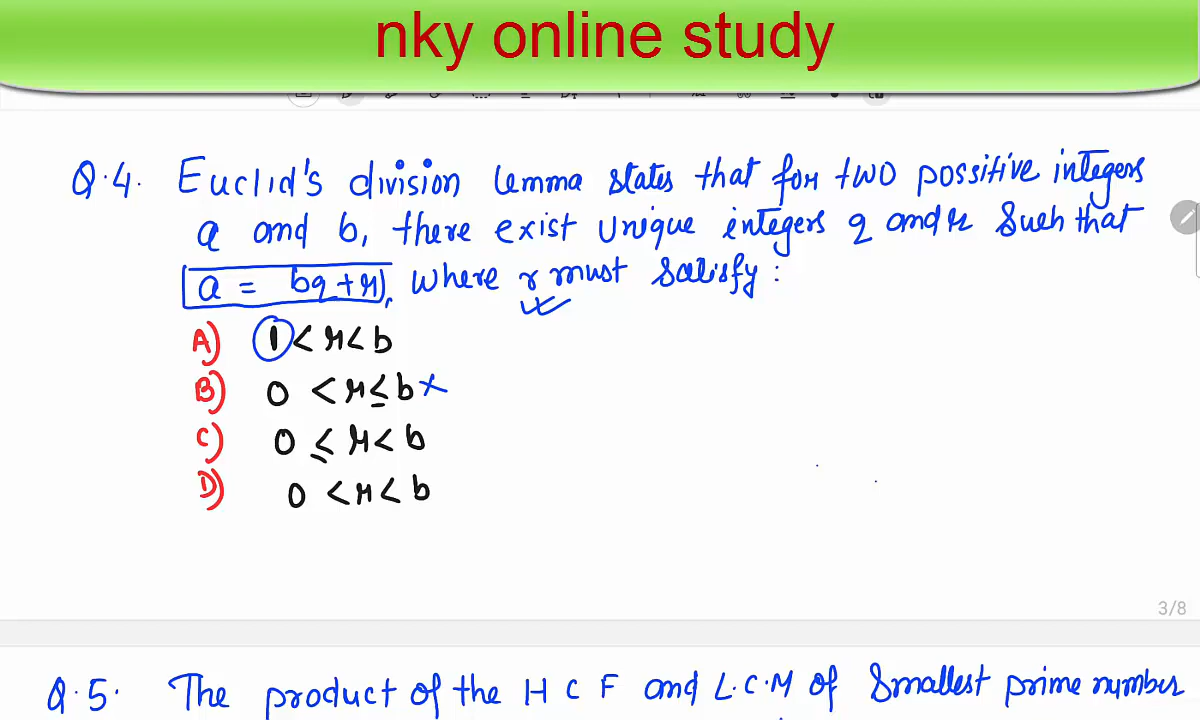 nky online study
Q.4. Euclid's division lemma states that for two possitive integers
a and b, there exist unique integers q and r such that
a = bq+r, where r must satisfy:
A) 1 < r < b
B) 0 < r ≤ b ×
C) 0 ≤ r < b
D) 0 < r < b
3/8
Q.5. The product of the H C F and L.C.M of smallest prime number